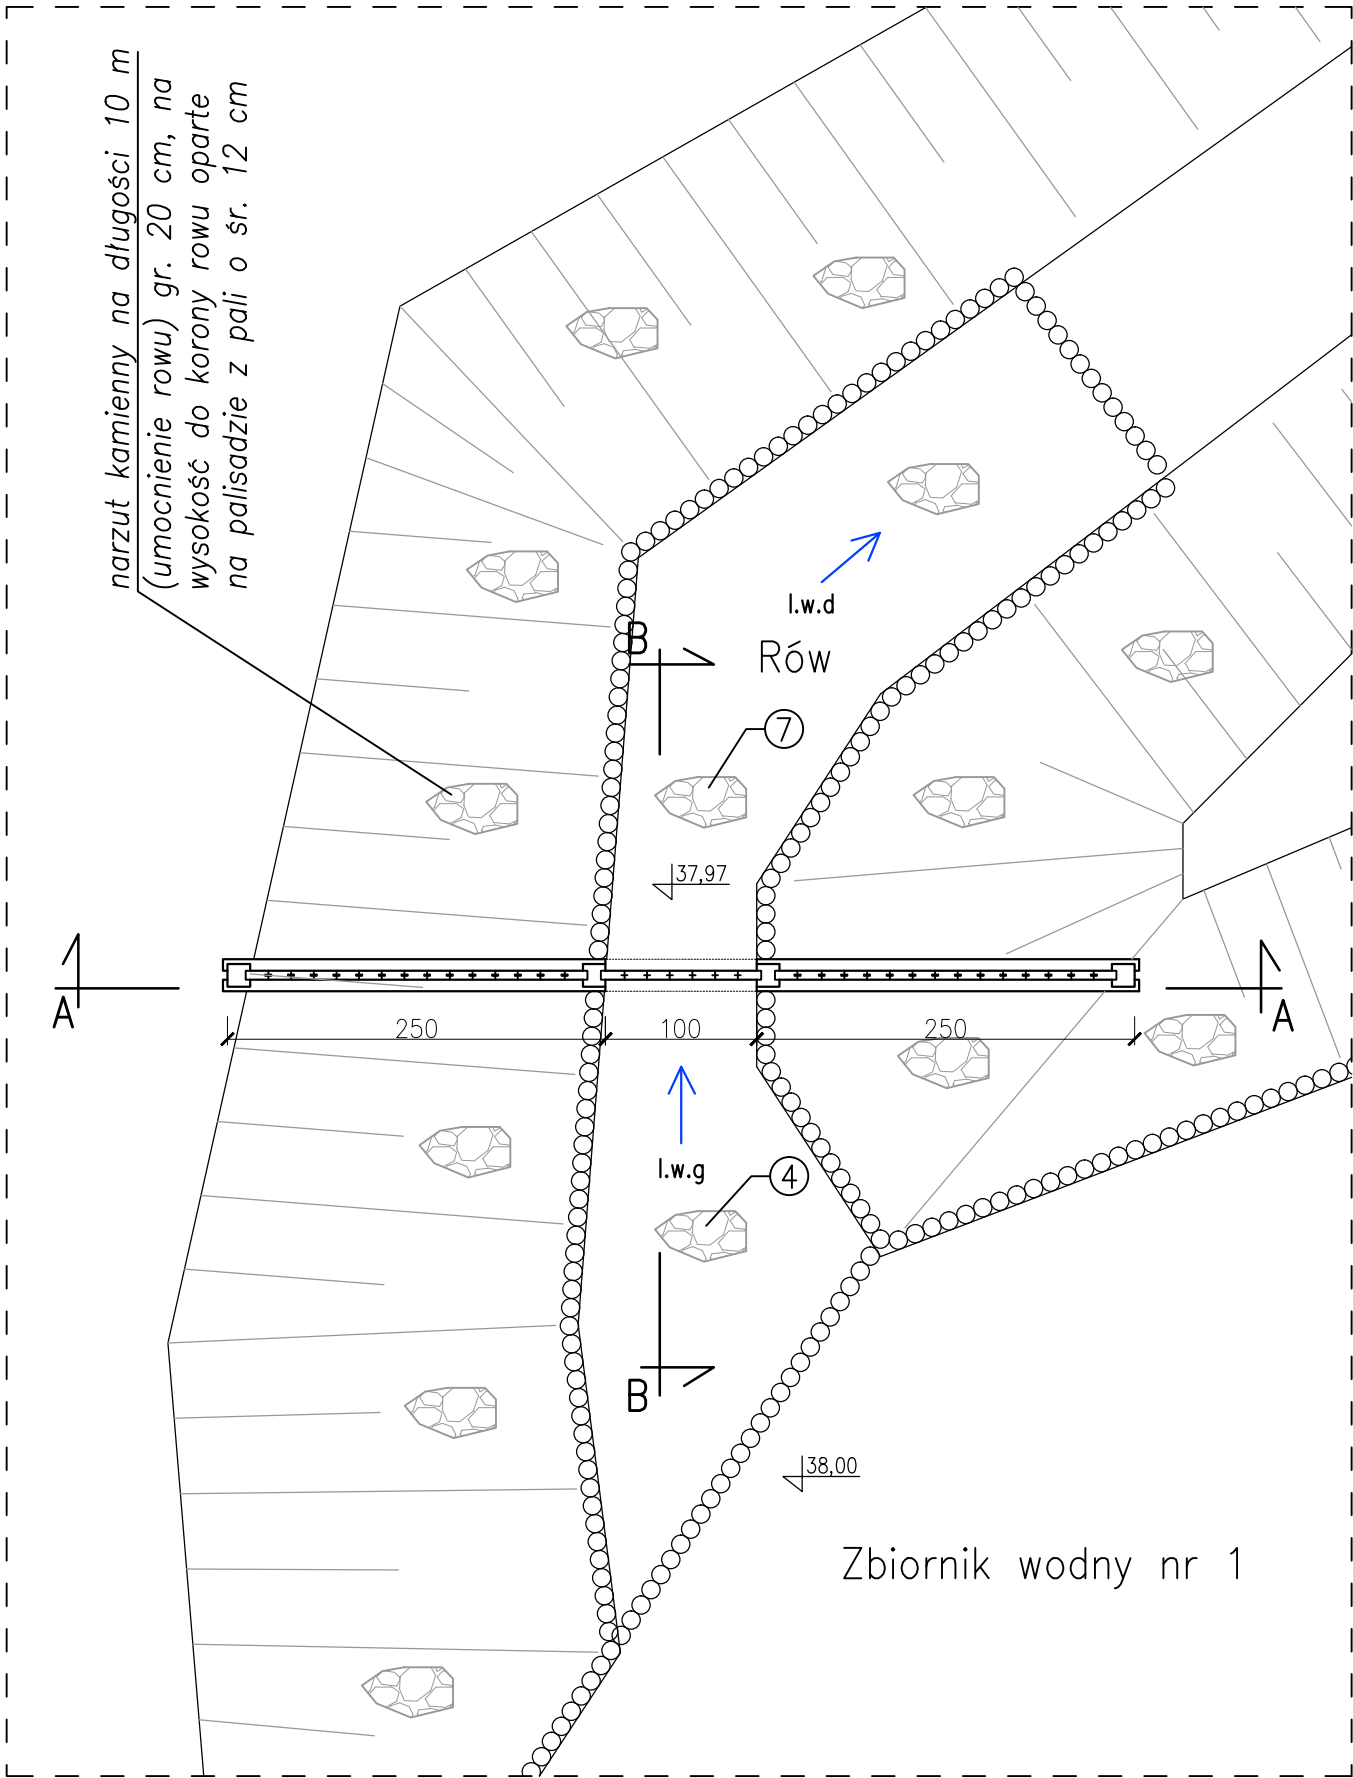 narzut kamienny na długości 10 m
(umocnienie rowu) gr. 20 cm, na
wysokość do korony rowu oparte
na palisadzie z pali o śr. 12 cm
l.w.d
B
Rów
7
37,97
A
A
250
100
250
l.w.g
4
B
38,00
Zbiornik wodny nr 1